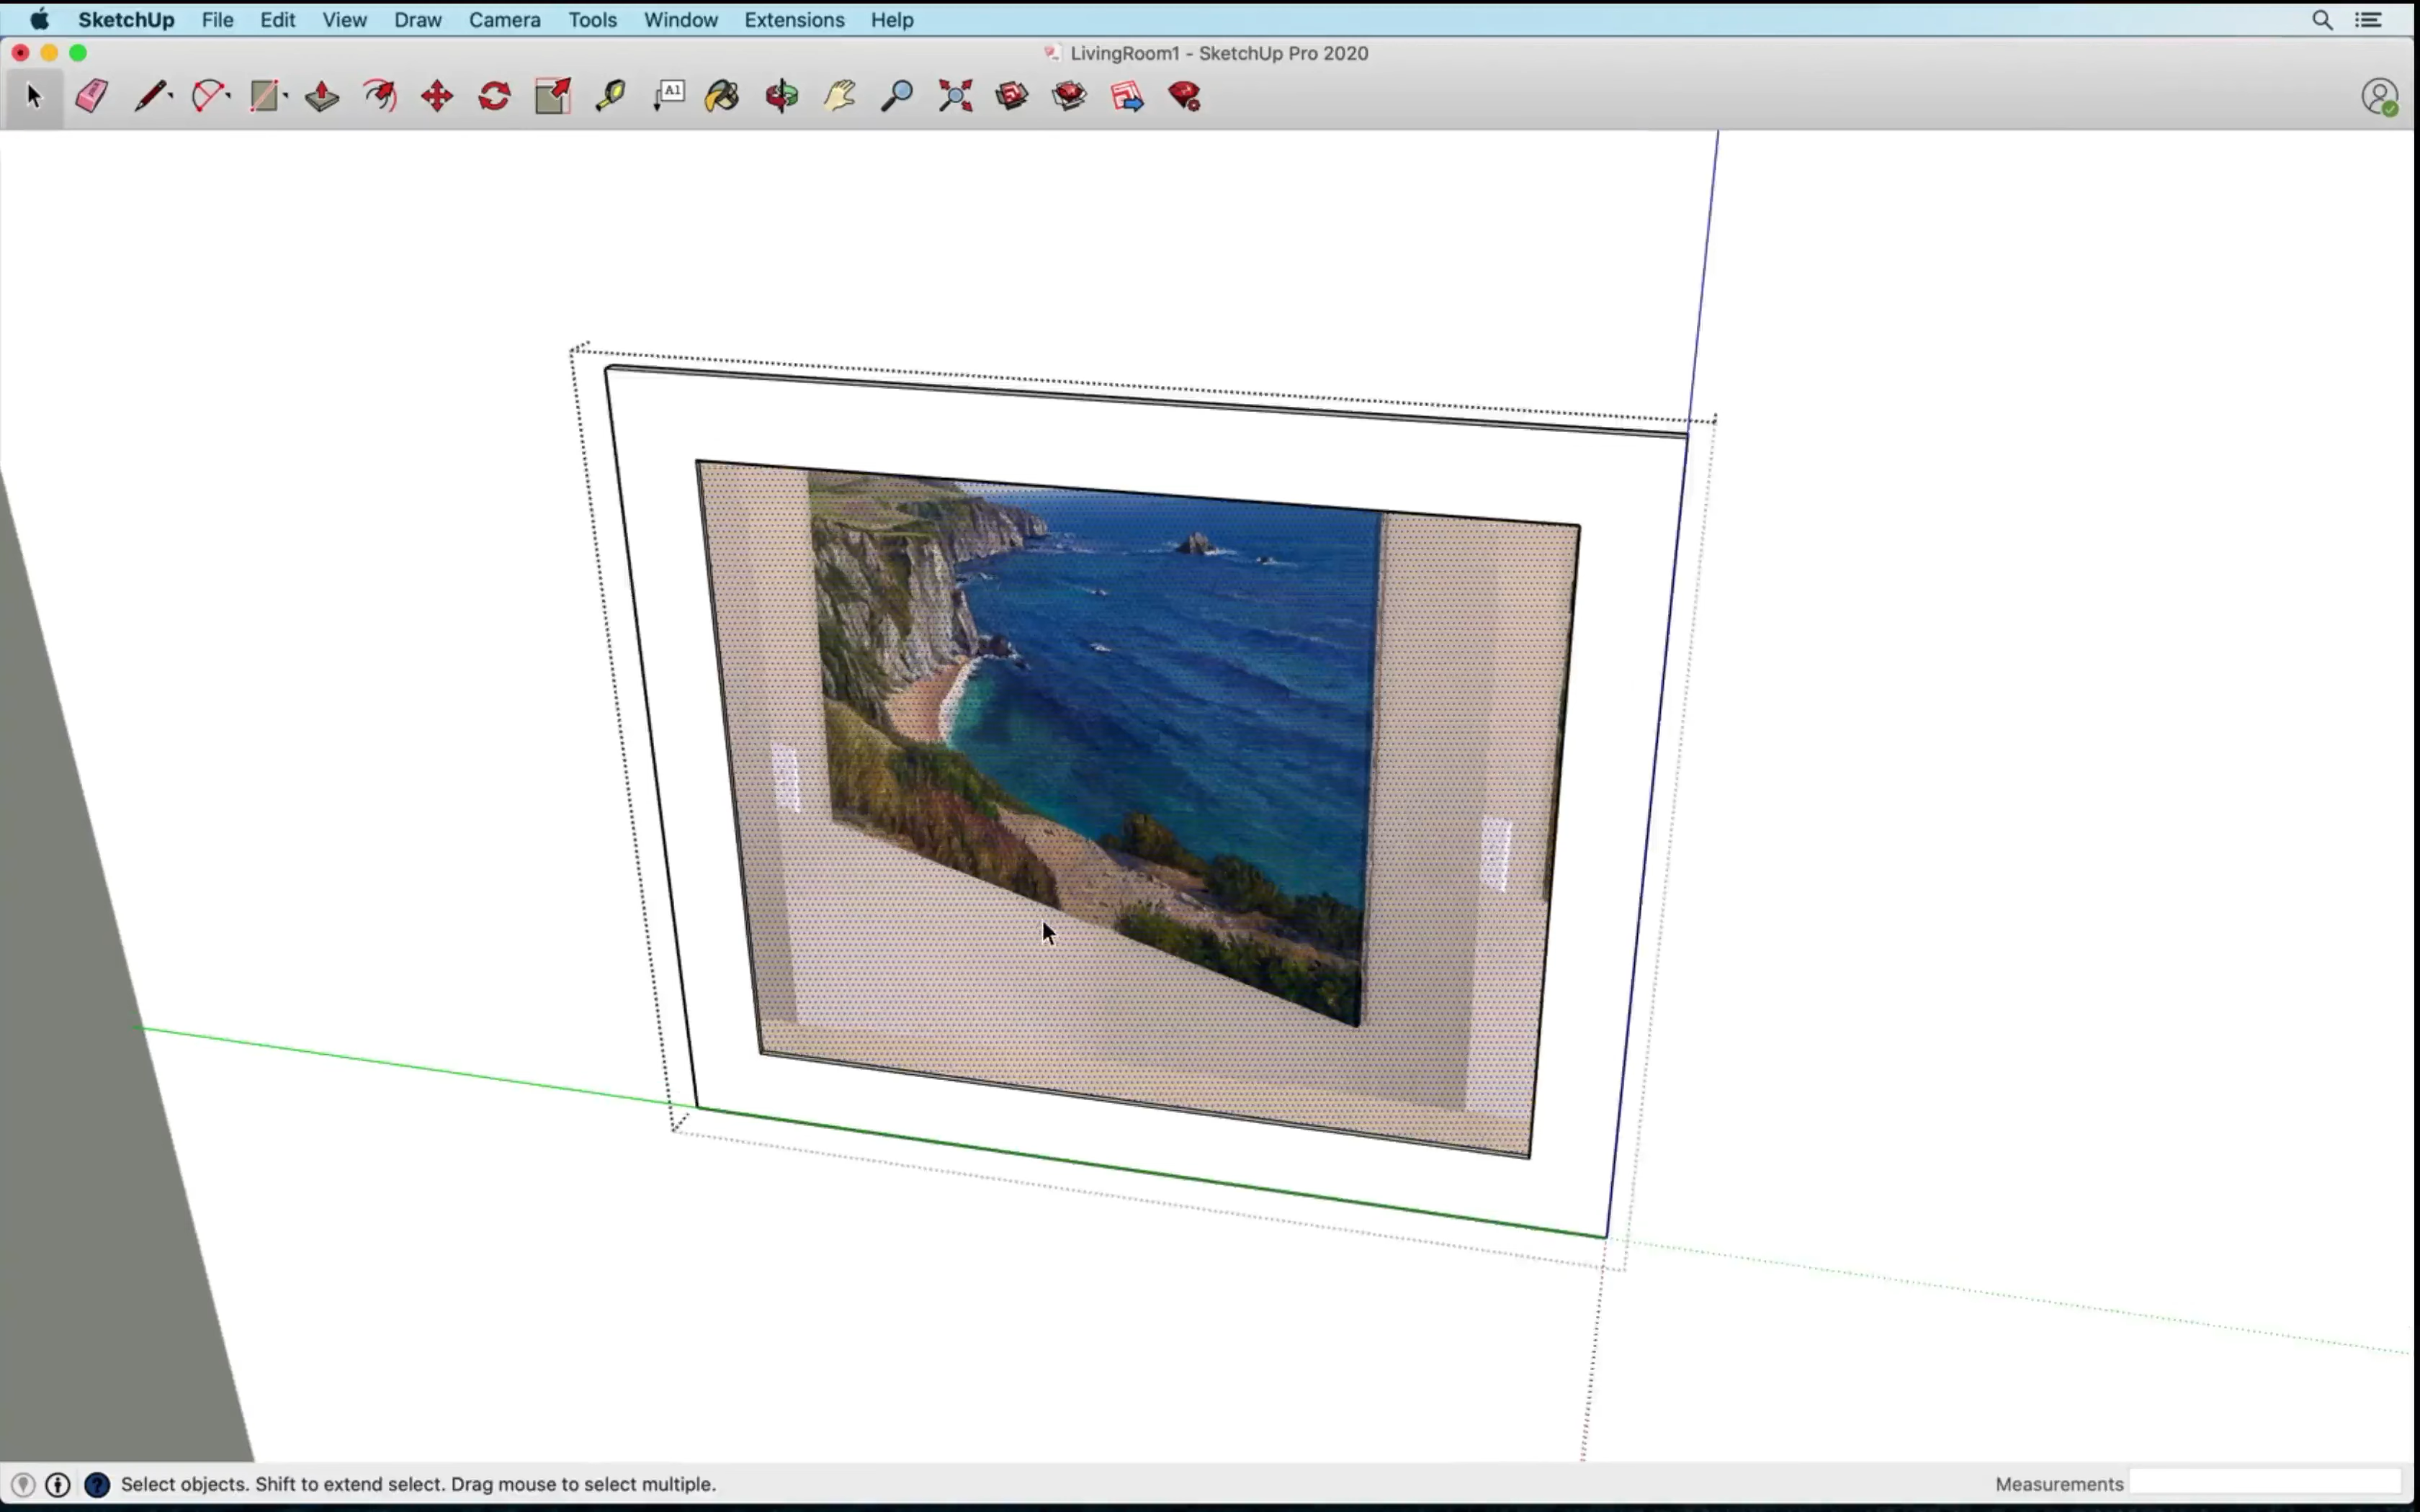 SketchUp File Edit View Draw Camera Tools Window Extensions Help
LivingRoom1 - SketchUp Pro 2020
A1
Select objects. Shift to extend select. Drag mouse to select multiple. Measurements